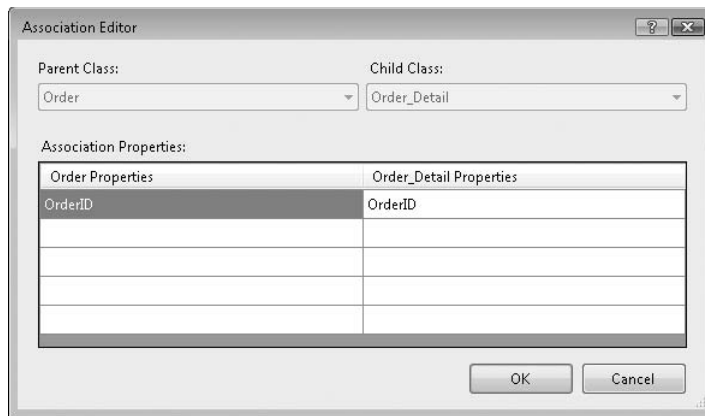 Association Editor
?
Parent Class: Child Class:
Order Order_Detail
Association Properties:
Order Properties Order_Detail Properties
OrderID OrderID
OK Cancel